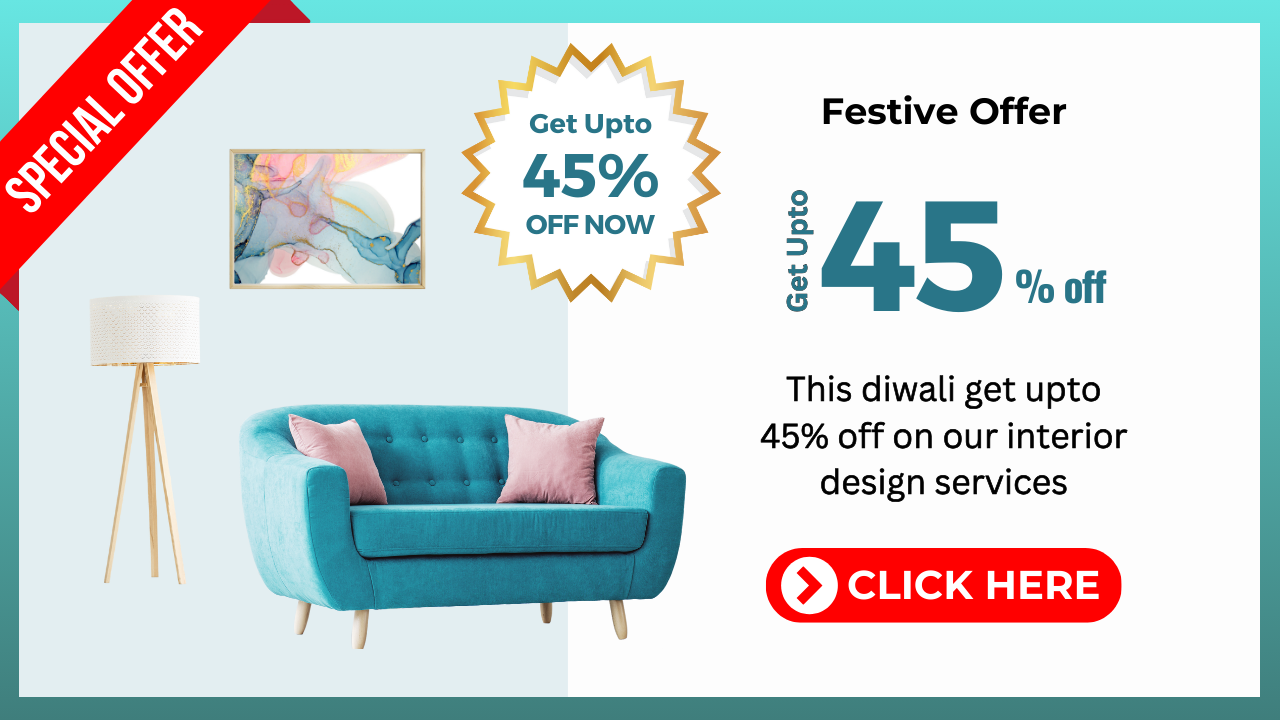 SPECIAL OFFER
Get Upto
45%
OFF NOW
Festive Offer
Get Upto
45 % off
This diwali get upto
45% off on our interior
design services
CLICK HERE